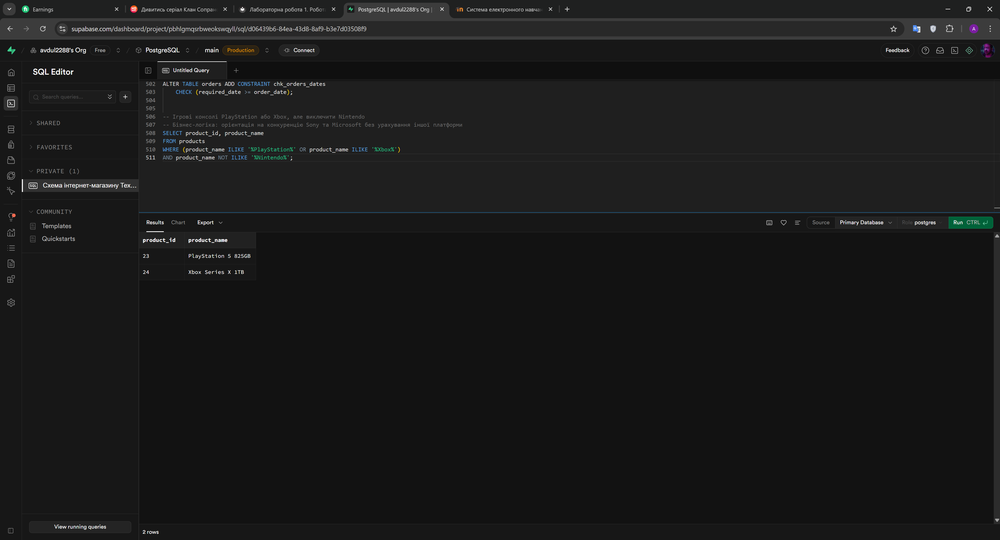 Earnings
Дивитись серіал Клан Сопран
Лабораторна робота 1. Робот
PostgreSQL | avdul2288's Org |
Система електронного навчан
supabase.com/dashboard/project/pbhlgmqsrbweokswqyll/sql/d06439b6-84ea-43d8-8af9-b3e7d03508f9
A
avdul2288's Org
Free
PostgreSQL
main
Production
Connect
Feedback
SQL Editor
Search queries...
SHARED
FAVORITES
PRIVATE (1)
SQL Схема інтернет-магазину Tex...
COMMUNITY
Templates
Quickstarts
View running queries
SQL Untitled Query
502 ALTER TABLE orders ADD CONSTRAINT chk_orders_dates
503 CHECK (required_date >= order_date);
504
505
506 -- Ігрові консолі PlayStation або Xbox, але виключити Nintendo
507 -- Бізнес-логіка: орієнтація на конкуренцію Sony та Microsoft без урахування іншої платформи
508 SELECT product_id, product_name
509 FROM products
510 WHERE (product_name ILIKE '%PlayStation%' OR product_name ILIKE '%Xbox%')
511 AND product_name NOT ILIKE '%Nintendo%';
Results Chart Export
Source Primary Database Role postgres Run CTRL
product_id product_name
23 PlayStation 5 825GB
24 Xbox Series X 1TB
2 rows